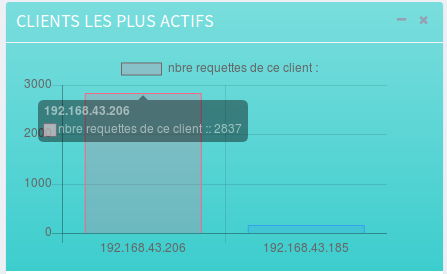 CLIENTS LES PLUS ACTIFS
nbre requettes de ce client :
3000
192.168.43.206
2000
nbre requettes de ce client :: 2837
1000
0
192.168.43.206 192.168.43.185